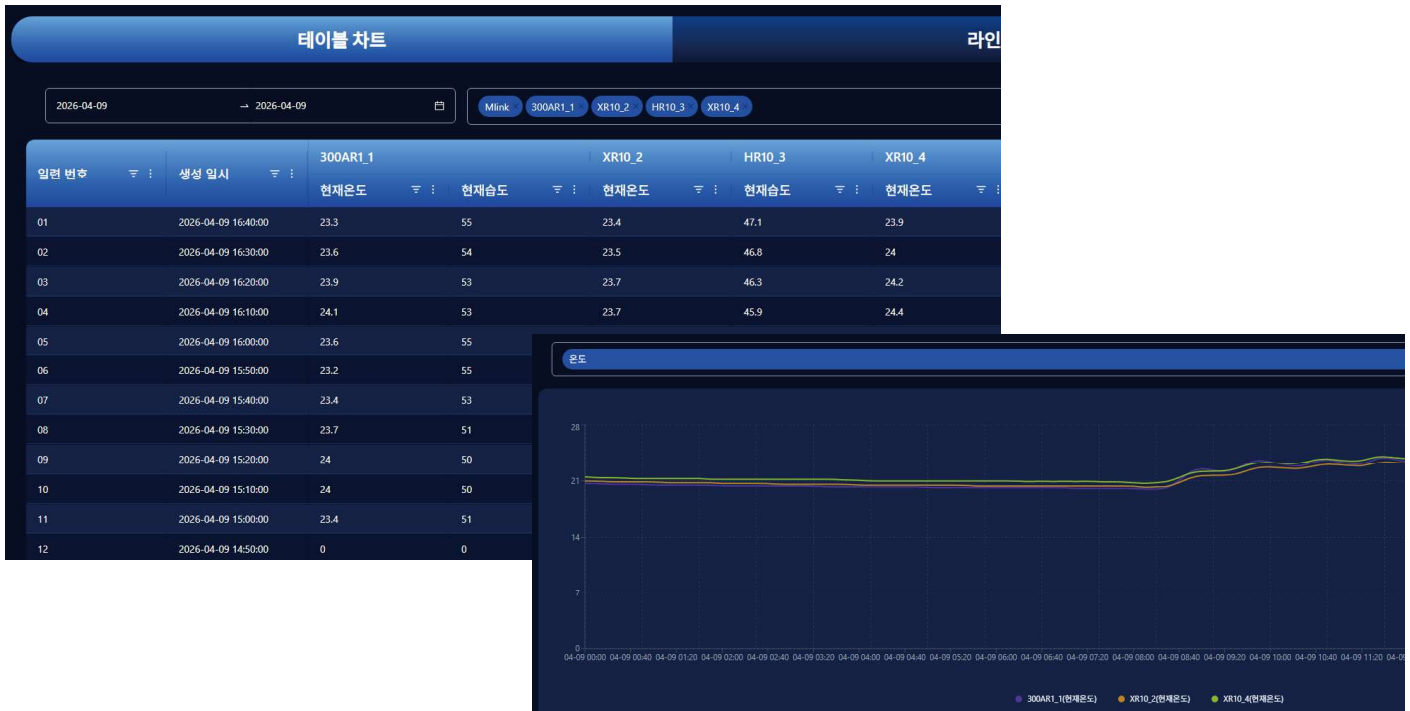 테이블 차트 라인
2026-04-09 → 2026-04-09 Mlink × 300AR1_1 × XR10_2 × HR10_3 × XR10_4 ×
일련 번호 생성 일시 300AR1_1 XR10_2 HR10_3 XR10_4
현재온도 현재습도 현재온도 현재습도 현재온도
01 2026-04-09 16:40:00 23.3 55 23.4 47.1 23.9
02 2026-04-09 16:30:00 23.6 54 23.5 46.8 24
03 2026-04-09 16:20:00 23.9 53 23.7 46.3 24.2
04 2026-04-09 16:10:00 24.1 53 23.7 45.9 24.4
05 2026-04-09 16:00:00 23.6 55
06 2026-04-09 15:50:00 23.2 55
07 2026-04-09 15:40:00 23.4 53
08 2026-04-09 15:30:00 23.7 51
09 2026-04-09 15:20:00 24 50
10 2026-04-09 15:10:00 24 50
11 2026-04-09 15:00:00 23.4 51
12 2026-04-09 14:50:00 0 0
온도
28
21
14
7
0
04-09 00:00 04-09 00:40 04-09 01:20 04-09 02:00 04-09 02:40 04-09 03:20 04-09 04:00 04-09 04:40 04-09 05:20 04-09 06:00 04-09 06:40 04-09 07:20 04-09 08:00 04-09 08:40 04-09 09:20 04-09 10:00 04-09 10:40 04-09 11:20 04-09
300AR1_1(현재온도) XR10_2(현재온도) XR10_4(현재온도)